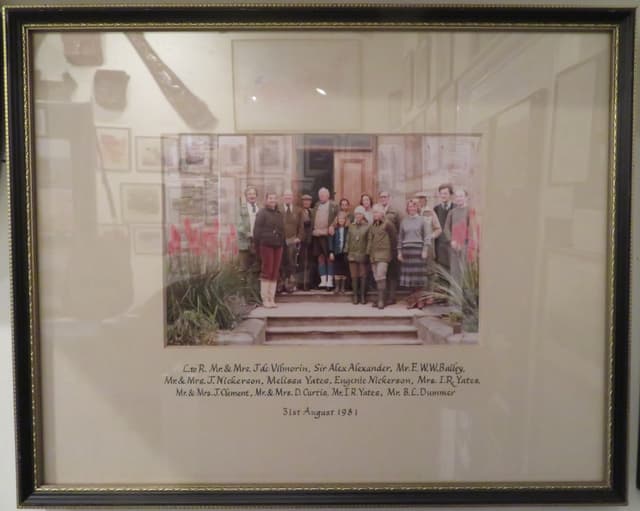 L to R. Mr. & Mrs. J. de Vilmorin, Sir Alex Alexander, Mr. E. W. W. Bailey,
Mr. & Mrs. J. Nickerson, Melissa Yates, Eugenie Nickerson, Mrs. I. R. Yates,
Mr. & Mrs. J. Clement, Mr. & Mrs. D. Curtis, Mr. I. R. Yates, Mr. B. L. Dummer
31st August 1981